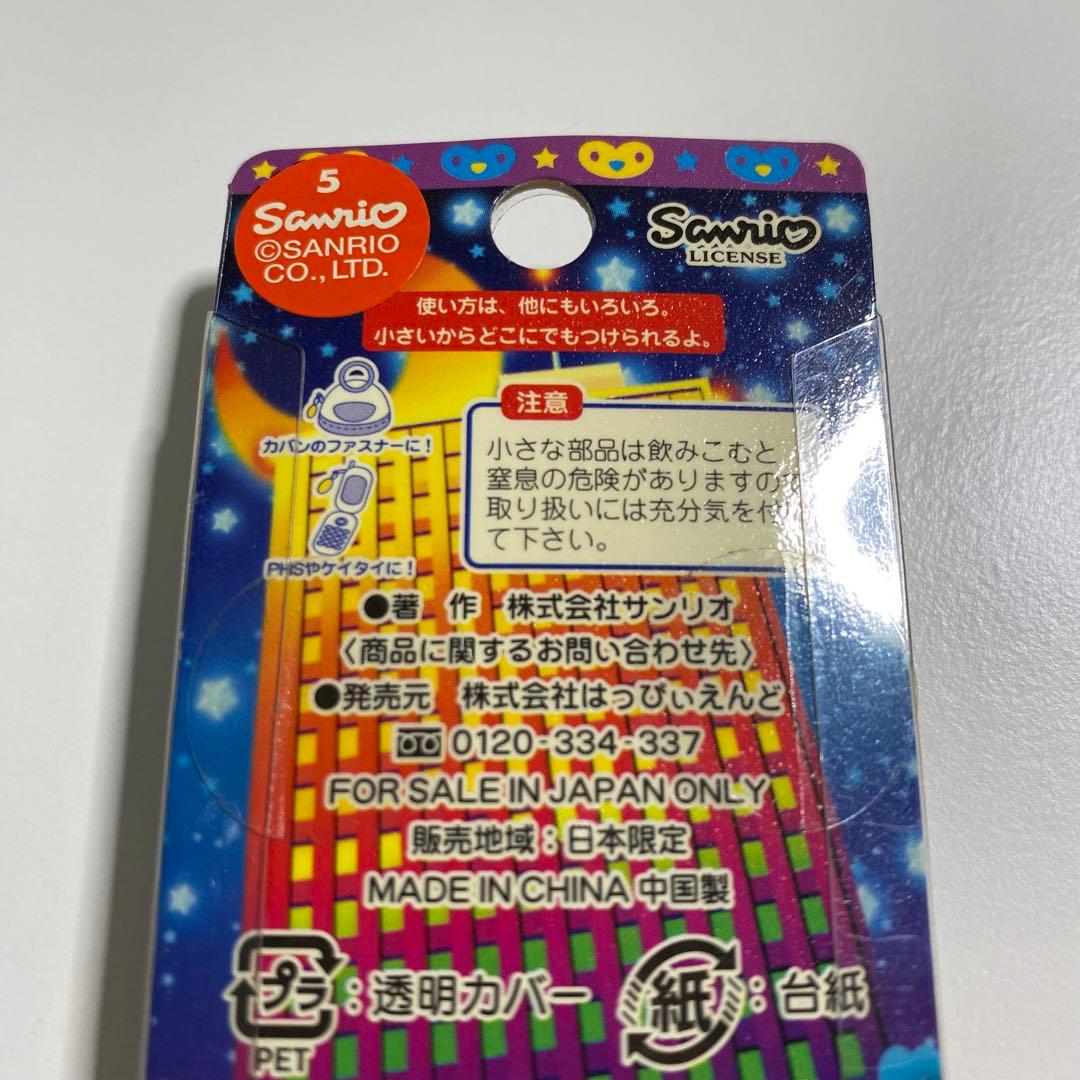 5
Sanrio
©SANRIO
CO., LTD.
Sanrio
LICENSE
使い方は、他にもいろいろ。
小さいからどこにでもつけられるよ。
カバンのファスナーに!
PHSやケイタイに!
注意
小さな部品は飲みこむと
窒息の危険がありますので
取り扱いには充分気を付け
て下さい。
●著 作 株式会社サンリオ
〈商品に関するお問い合わせ先〉
●発売元 株式会社はっぴぃえんど
0120-334-337
FOR SALE IN JAPAN ONLY
販売地域:日本限定
MADE IN CHINA 中国製
プラ:透明カバー
PET
紙:台紙